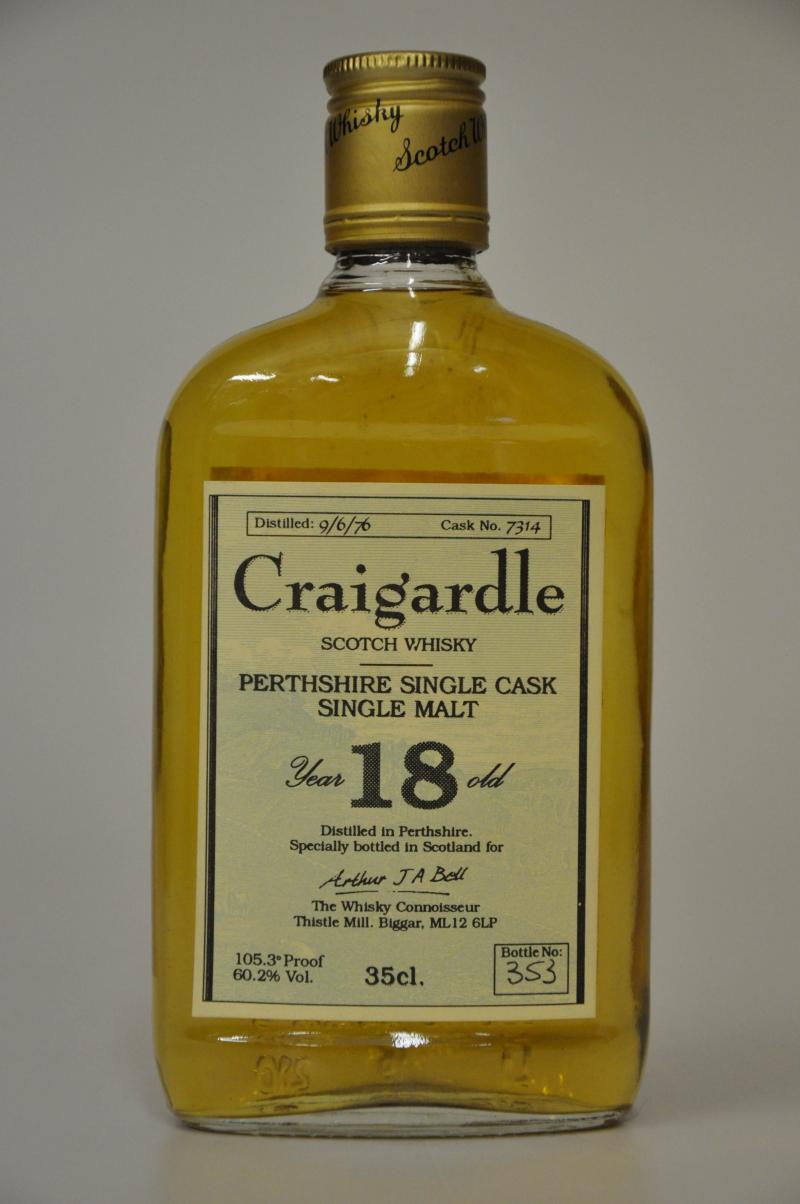 Whisky
Scotch W
Distilled: 9/6/76 Cask No. 7314
Craigardle
SCOTCH WHISKY
PERTHSHIRE SINGLE CASK
SINGLE MALT
Year 18 old
Distilled in Perthshire.
Specially bottled in Scotland for
Arthur J A Bell
The Whisky Connoisseur
Thistle Mill. Biggar, ML12 6LP
105.3° Proof
60.2% Vol.
35cl.
Bottle No:
353